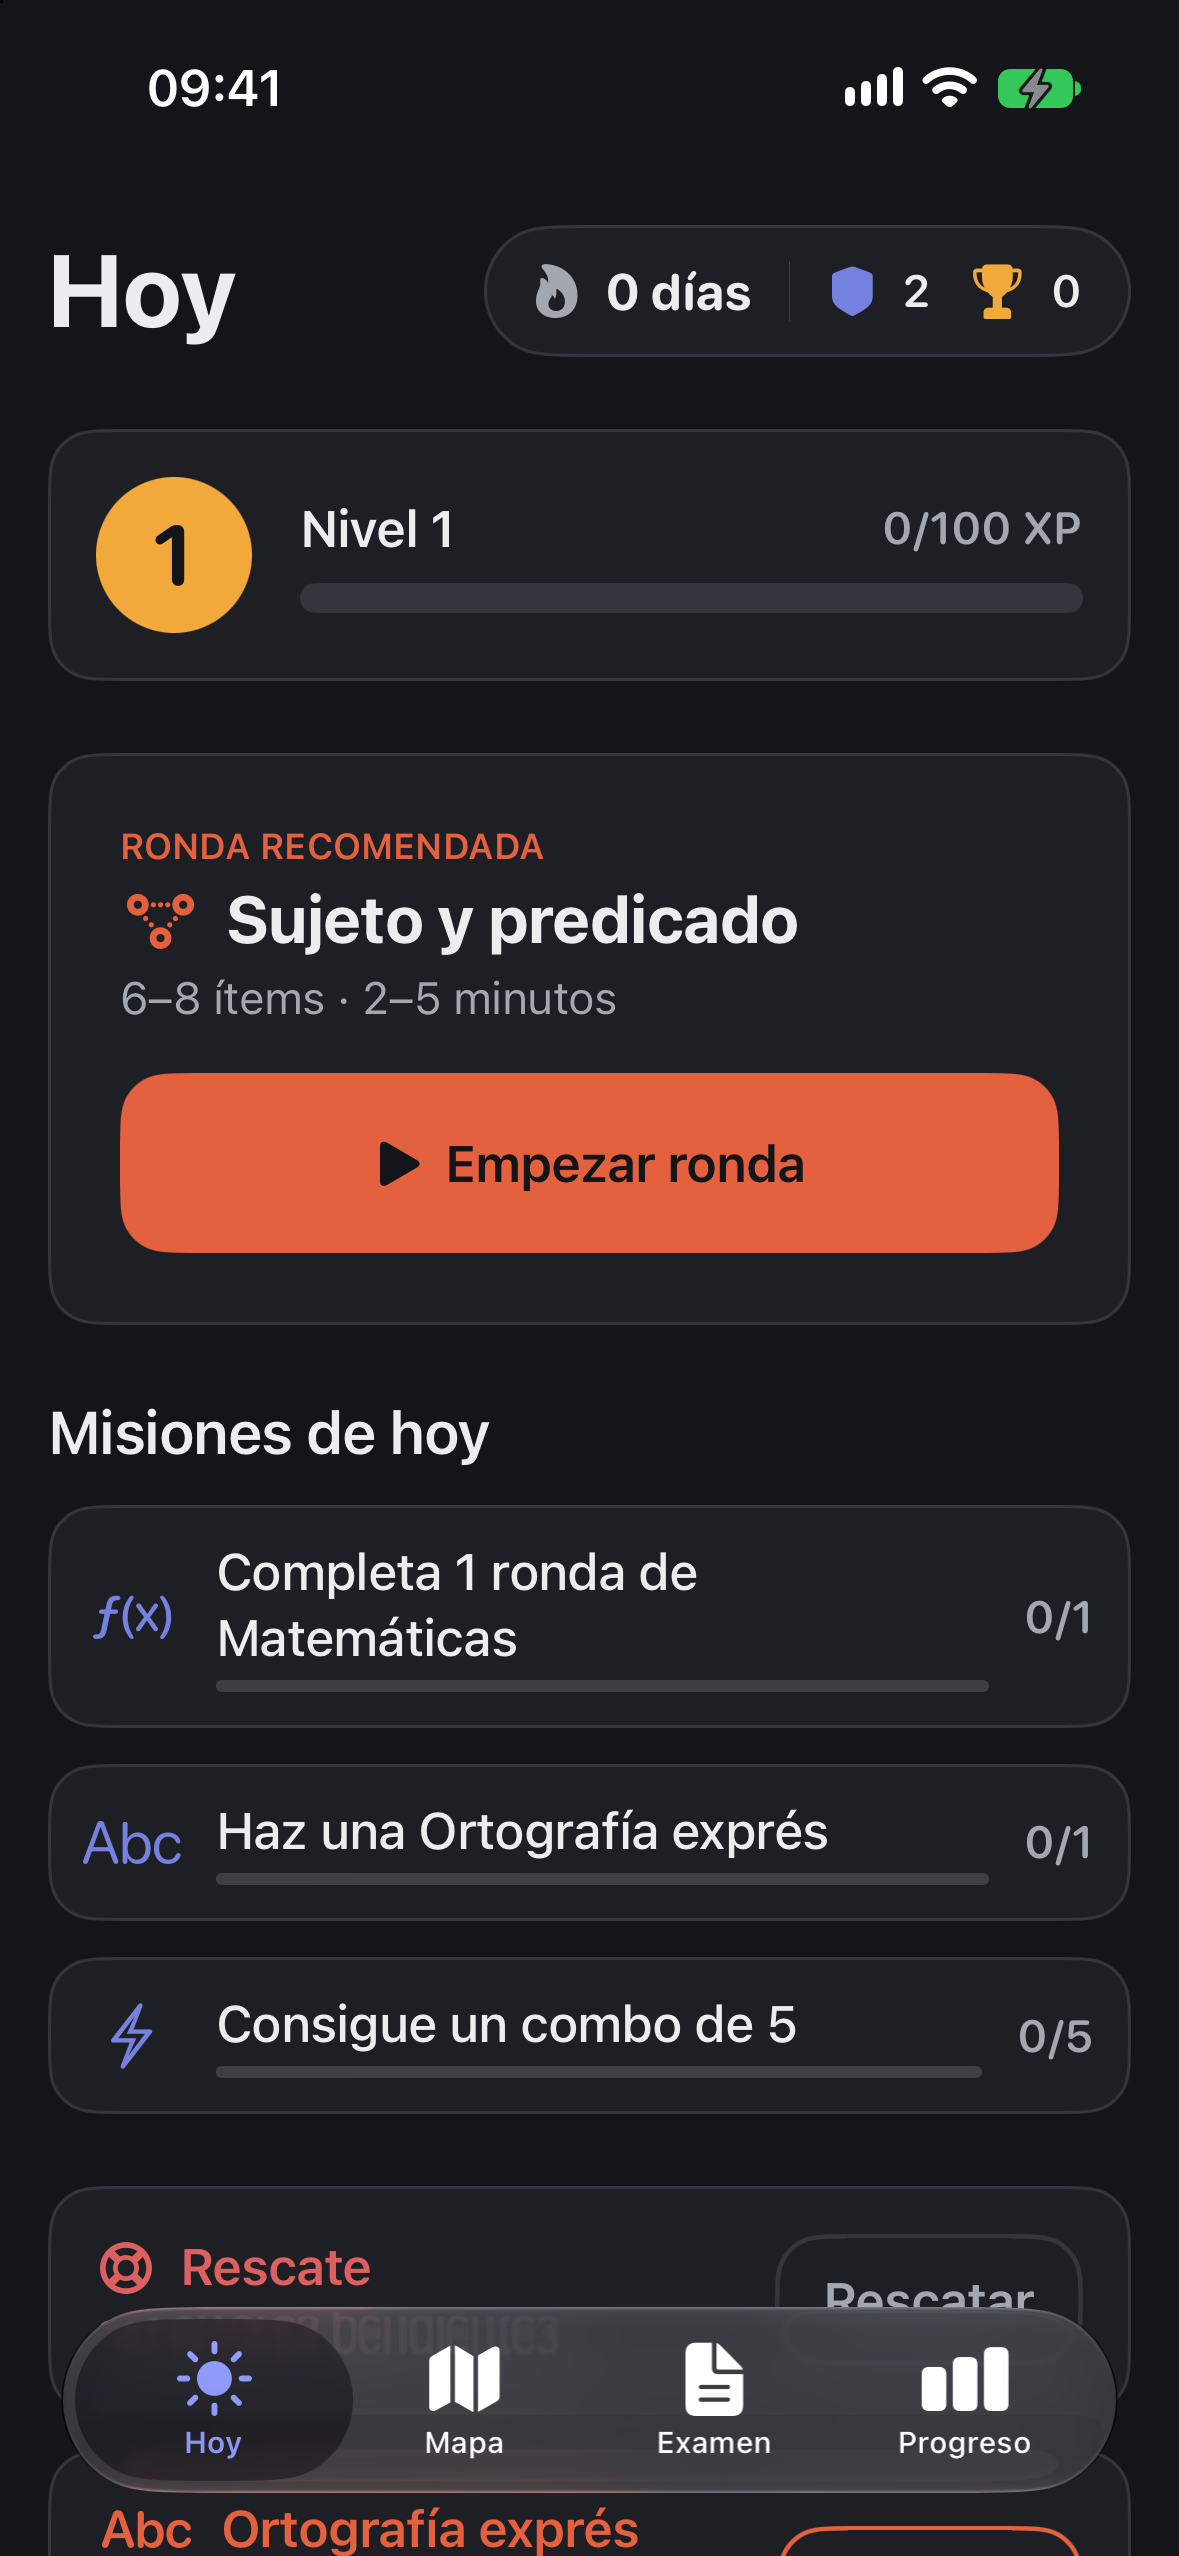 09:41
Hoy
0 días 2 0
1
Nivel 1 0/100 XP
RONDA RECOMENDADA
Sujeto y predicado
6–8 ítems · 2–5 minutos
Empezar ronda
Misiones de hoy
f(x) Completa 1 ronda de
Matemáticas
0/1
Abc Haz una Ortografía exprés 0/1
Consigue un combo de 5 0/5
Rescate Rescatar
Hoy Mapa Examen Progreso
Abc Ortografía exprés